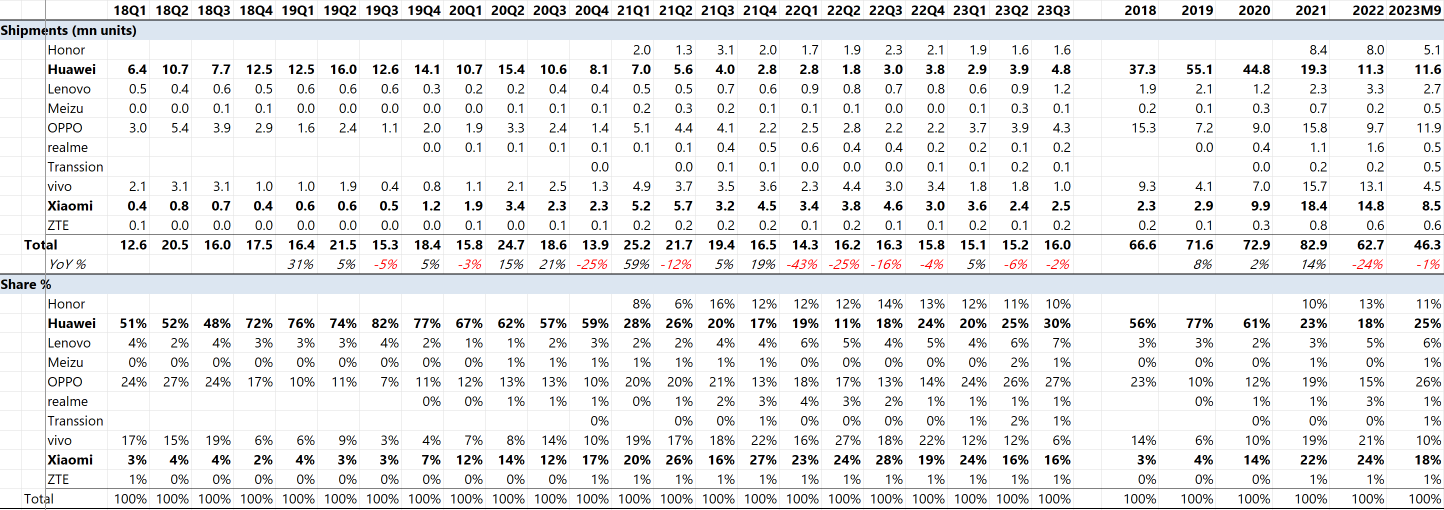 18Q1 18Q2 18Q3 18Q4 19Q1 19Q2 19Q3 19Q4 20Q1 20Q2 20Q3 20Q4 21Q1 21Q2 21Q3 21Q4 22Q1 22Q2 22Q3 22Q4 23Q1 23Q2 23Q3 2018 2019 2020 2021 2022 2023M9
Shipments (mn units)
Honor 2.0 1.3 3.1 2.0 1.7 1.9 2.3 2.1 1.9 1.6 1.6 8.4 8.0 5.1
Huawei 6.4 10.7 7.7 12.5 12.5 16.0 12.6 14.1 10.7 15.4 10.6 8.1 7.0 5.6 4.0 2.8 2.8 1.8 3.0 3.8 2.9 3.9 4.8 37.3 55.1 44.8 19.3 11.3 11.6
Lenovo 0.5 0.4 0.6 0.5 0.6 0.6 0.6 0.3 0.2 0.2 0.4 0.4 0.5 0.5 0.7 0.6 0.9 0.8 0.7 0.8 0.6 0.9 1.2 1.9 2.1 1.2 2.3 3.3 2.7
Meizu 0.0 0.0 0.1 0.1 0.0 0.0 0.0 0.0 0.0 0.1 0.2 0.1 0.2 0.3 0.2 0.1 0.1 0.0 0.0 0.1 0.1 0.3 0.1 0.2 0.1 0.3 0.7 0.2 0.5
OPPO 3.0 5.4 3.9 2.9 1.6 2.4 1.1 2.0 1.9 3.3 2.4 1.4 5.1 4.4 4.1 2.2 2.5 2.8 2.2 2.2 3.7 3.9 4.3 15.3 7.2 9.0 15.8 9.7 11.9
realme 0.0 0.1 0.1 0.1 0.1 0.1 0.1 0.4 0.5 0.6 0.4 0.4 0.2 0.2 0.1 0.2 0.0 0.4 1.1 1.6 0.5
Transsion 0.0 0.0 0.1 0.1 0.0 0.1 0.0 0.1 0.1 0.2 0.1 0.0 0.2 0.2 0.5
vivo 2.1 3.1 3.1 1.0 1.0 1.9 0.4 0.8 1.1 2.1 2.5 1.3 4.9 3.7 3.5 3.6 2.3 4.4 3.0 3.4 1.8 1.8 1.0 9.3 4.1 7.0 15.7 13.1 4.5
Xiaomi 0.4 0.8 0.7 0.4 0.6 0.6 0.5 1.2 1.9 3.4 2.3 2.3 5.2 5.7 3.2 4.5 3.4 3.8 4.6 3.0 3.6 2.4 2.5 2.3 2.9 9.9 18.4 14.8 8.5
ZTE 0.1 0.0 0.0 0.0 0.0 0.0 0.0 0.0 0.1 0.0 0.1 0.1 0.2 0.2 0.2 0.2 0.1 0.2 0.1 0.2 0.2 0.2 0.2 0.2 0.1 0.3 0.8 0.6 0.6
Total 12.6 20.5 16.0 17.5 16.4 21.5 15.3 18.4 15.8 24.7 18.6 13.9 25.2 21.7 19.4 16.5 14.3 16.2 16.3 15.8 15.1 15.2 16.0 66.6 71.6 72.9 82.9 62.7 46.3
YoY % 31% 5% -5% 5% -3% 15% 21% -25% 59% -12% 5% 19% -43% -25% -16% -4% 5% -6% -2% 8% 2% 14% -24% -1%
Share %
Honor 8% 6% 16% 12% 12% 12% 14% 13% 12% 11% 10% 10% 13% 11%
Huawei 51% 52% 48% 72% 76% 74% 82% 77% 67% 62% 57% 59% 28% 26% 20% 17% 19% 11% 18% 24% 20% 25% 30% 56% 77% 61% 23% 18% 25%
Lenovo 4% 2% 4% 3% 3% 3% 4% 2% 1% 1% 2% 3% 2% 2% 4% 4% 6% 5% 4% 5% 4% 6% 7% 3% 3% 2% 3% 5% 6%
Meizu 0% 0% 0% 0% 0% 0% 0% 0% 0% 1% 1% 1% 1% 1% 1% 0% 0% 0% 0% 0% 0% 2% 1% 0% 0% 0% 1% 0% 1%
OPPO 24% 27% 24% 17% 10% 11% 7% 11% 12% 13% 13% 10% 20% 20% 21% 13% 18% 17% 13% 14% 24% 26% 27% 23% 10% 12% 19% 15% 26%
realme 0% 0% 1% 1% 1% 0% 1% 2% 3% 4% 3% 2% 1% 1% 1% 1% 0% 1% 1% 3% 1%
Transsion 0% 0% 0% 1% 0% 0% 0% 0% 1% 2% 1% 0% 0% 0% 1%
vivo 17% 15% 19% 6% 6% 9% 3% 4% 7% 8% 14% 10% 19% 17% 18% 22% 16% 27% 18% 22% 12% 12% 6% 14% 6% 10% 19% 21% 10%
Xiaomi 3% 4% 4% 2% 4% 3% 3% 7% 12% 14% 12% 17% 20% 26% 16% 27% 23% 24% 28% 19% 24% 16% 16% 3% 4% 14% 22% 24% 18%
ZTE 1% 0% 0% 0% 0% 0% 0% 0% 0% 0% 0% 1% 1% 1% 1% 1% 1% 1% 1% 1% 1% 1% 1% 0% 0% 0% 1% 1% 1%
Total 100% 100% 100% 100% 100% 100% 100% 100% 100% 100% 100% 100% 100% 100% 100% 100% 100% 100% 100% 100% 100% 100% 100% 100% 100% 100% 100% 100% 100%